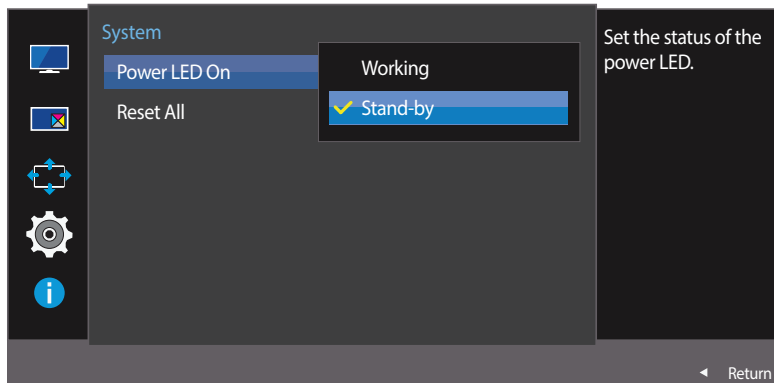 System
Power LED On
Reset All
Working
Stand-by
Set the status of the
power LED.
Return